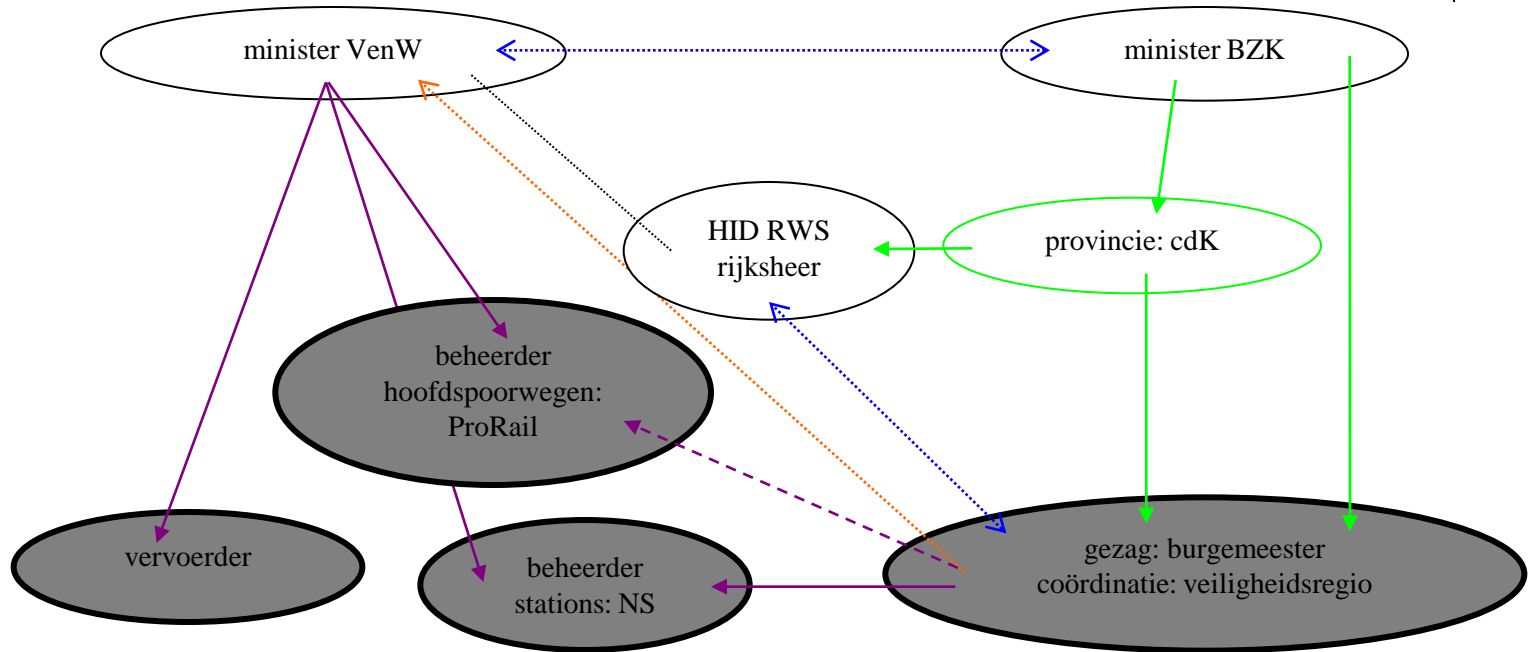 minister VenW
minister BZK
HID RWS
rijksheer
provincie: cdK
beheerder
hoofdspoorwegen:
ProRail
vervoerder
beheerder
stations: NS
gezag: burgemeester
coördinatie: veiligheidsregio